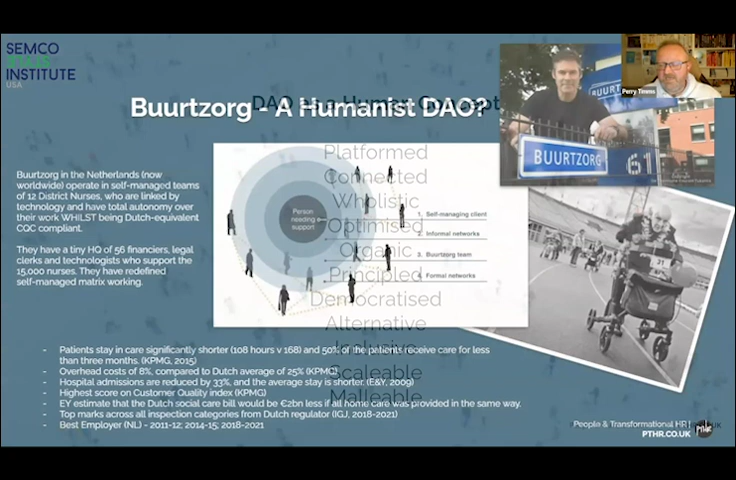 SEMCO
STYLE
INSTITUTE
USA
Buurtzorg - A Humanist DAO?
DAO as a Human Concept
Perry Timms
BUURT
BUURTZORG 61
Buurtzorg in the Netherlands (now
worldwide) operate in self-managed teams
of 12 District Nurses, who are linked by
technology and have total autonomy over
their work WHILST being Dutch-equivalent
CQC compliant.
They have a tiny HQ of 56 financiers, legal
clerks and technologists who support the
15,000 nurses. They have redefined
self-managed matrix working.
Person
needing
support
1. Self-managing client
2. Informal networks
3. Buurtzorg team
4. Formal networks
Platformed
Connected
Wholistic
Optimised
Organic
Principled
Democratised
Alternative
Inclusive
Scaleable
Malleable
31
- Patients stay in care significantly shorter (108 hours v 168) and 50% of the patients receive care for less
than three months. (KPMG, 2015)
- Overhead costs of 8%, compared to Dutch average of 25% (KPMG)
- Hospital admissions are reduced by 33%, and the average stay is shorter. (E&Y, 2009)
- Highest score on Customer Quality index (KPMG)
- EY estimate that the Dutch social care bill would be €2bn less if all home care was provided in the same way.
- Top marks across all inspection categories from Dutch regulator (IGJ, 2018-2021)
- Best Employer (NL) - 2011-12; 2014-15; 2018-2021
People & Transformational HR
PTHR.CO.UK